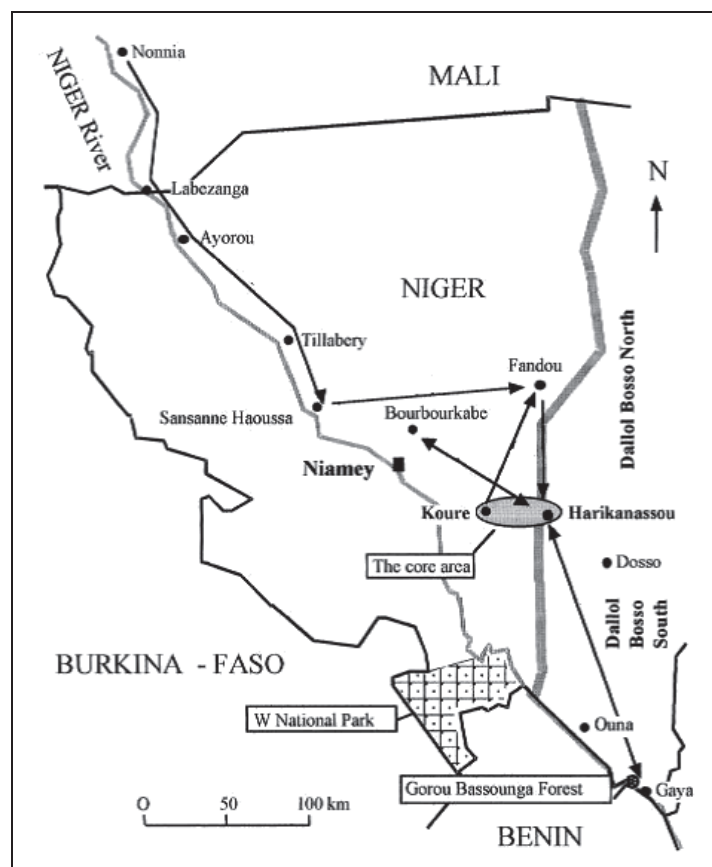 Nonnia
MALI
NIGER River
N
Labezanga
Ayorou
NIGER
Tillabery
Dallol Bosso North
Fandou
Sansanne Haoussa
Bourbourkabe
Niamey
Koure
Harikanassou
The core area
Dosso
Dallol
Bosso
South
BURKINA - FASO
W National Park
Ouna
Gorou Bassounga Forest
Gaya
0 50 100 km
BENIN